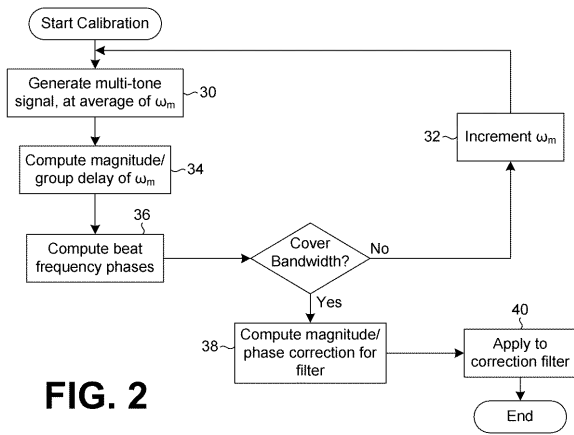 Start Calibration
Generate multi-tone
signal, at average of ωm
30
32
Increment ωm
Compute magnitude/
group delay of ωm
34
36
Compute beat
frequency phases
Cover
Bandwidth?
No
Yes
38
Compute magnitude/
phase correction for
filter
40
Apply to
correction filter
End
FIG. 2